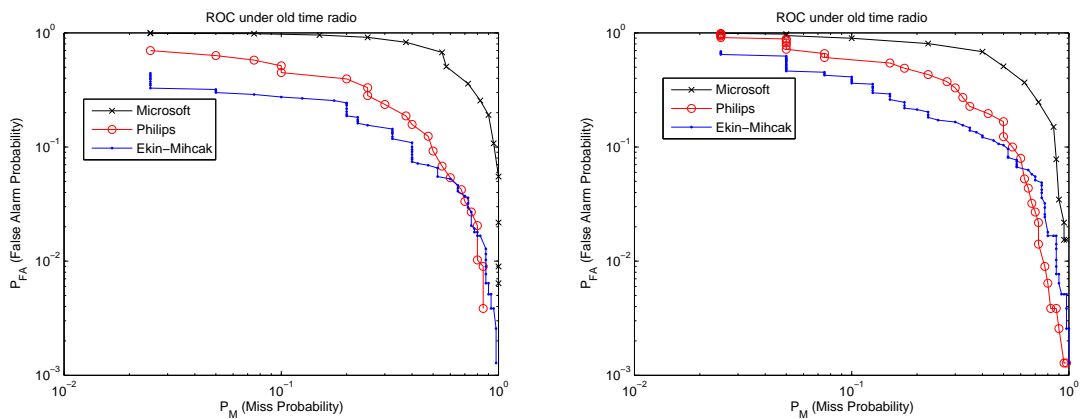 ROC under old time radio
10^0
10^-1
10^-2
10^-3
P_FA (False Alarm Probability)
Microsoft
Philips
Ekin−Mihcak
10^-2
10^-1
10^0
P_M (Miss Probability)
ROC under old time radio
10^0
10^-1
10^-2
10^-3
P_FA (False Alarm Probability)
Microsoft
Philips
Ekin−Mihcak
10^-2
10^-1
10^0
P_M (Miss Probability)